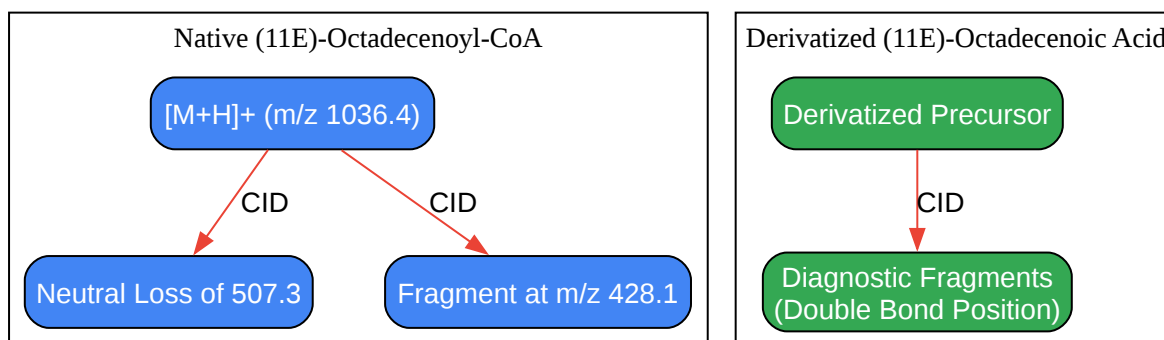 Native (11E)-Octadecenoyl-CoA
[M+H]+ (m/z 1036.4)
CID
CID
Neutral Loss of 507.3
Fragment at m/z 428.1
Derivatized (11E)-Octadecenoic Acid
Derivatized Precursor
CID
Diagnostic Fragments
(Double Bond Position)